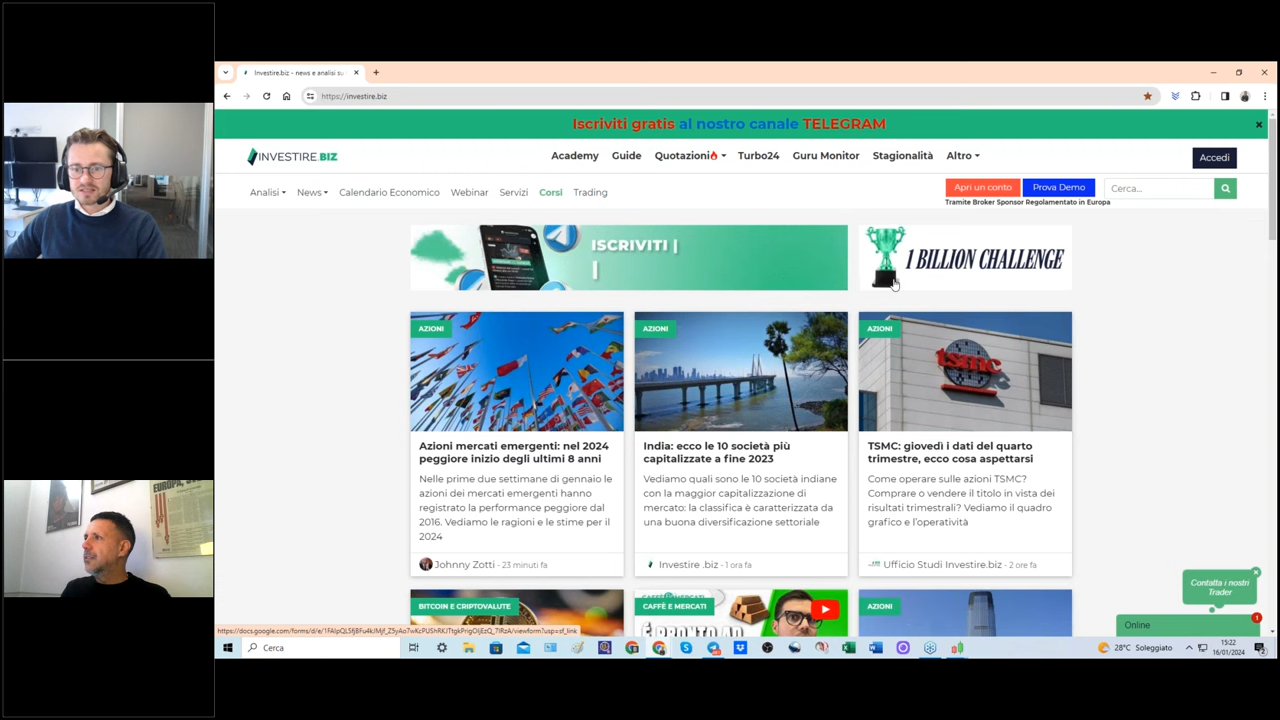 Investire.biz - news e analisi su
https://investire.biz
Iscriviti gratis al nostro canale TELEGRAM
INVESTIRE.BIZ
Academy
Guide
Quotazioni
Turbo24
Guru Monitor
Stagionalità
Altro
Accedi
Analisi
News
Calendario Economico
Webinar
Servizi
Corsi
Trading
Apri un conto
Prova Demo
Cerca...
Tramite Broker Sponsor Regolamentato in Europa
ISCRIVITI |
|
1 BILLION CHALLENGE
AZIONI
Azioni mercati emergenti: nel 2024
peggiore inizio degli ultimi 8 anni
Nelle prime due settimane di gennaio le
azioni dei mercati emergenti hanno
registrato la performance peggiore dal
2016. Vediamo le ragioni e le stime per il
2024
Johnny Zotti - 23 minuti fa
AZIONI
India: ecco le 10 società più
capitalizzate a fine 2023
Vediamo quali sono le 10 società indiane
con la maggior capitalizzazione di
mercato: la classifica è caratterizzata da
una buona diversificazione settoriale
Investire .biz - 1 ora fa
AZIONI
tsmc
TSMC: giovedì i dati del quarto
trimestre, ecco cosa aspettarsi
Come operare sulle azioni TSMC?
Comprare o vendere il titolo in vista dei
risultati trimestrali? Vediamo il quadro
grafico e l'operatività
Ufficio Studi Investire.biz - 2 ore fa
BITCOIN E CRIPTOVALUTE
CAFFÈ E MERCATI
AZIONI
Contatta i nostri
Trader
Online
1
Cerca
28°C Soleggiato
15:22
16/01/2024